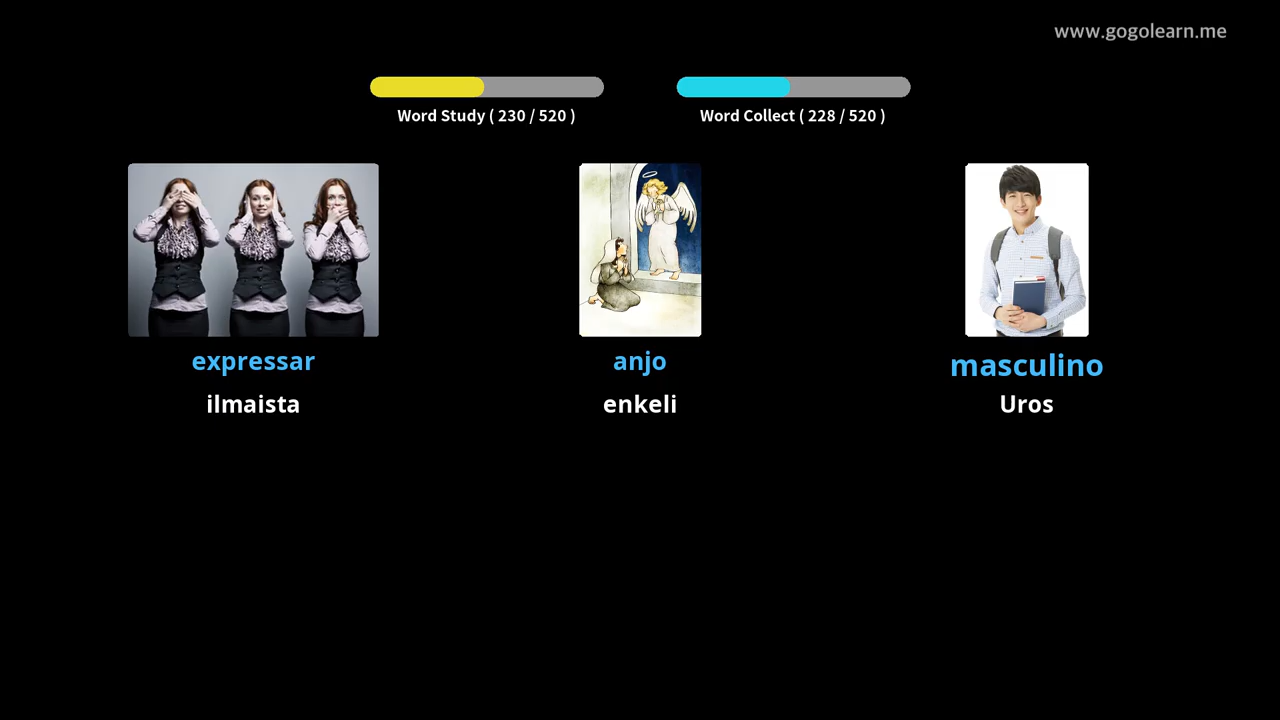 www.gogolearn.me
Word Study ( 230 / 520 )
Word Collect ( 228 / 520 )
expressar
ilmaista
anjo
enkeli
masculino
Uros